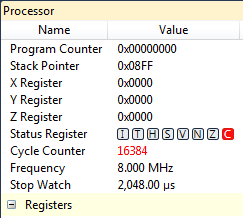 Processor
Name Value
Program Counter 0x00000000
Stack Pointer 0x08FF
X Register 0x0000
Y Register 0x0000
Z Register 0x0000
Status Register I T H S V N Z C
Cycle Counter 16384
Frequency 8.000 MHz
Stop Watch 2,048.00 µs
Registers